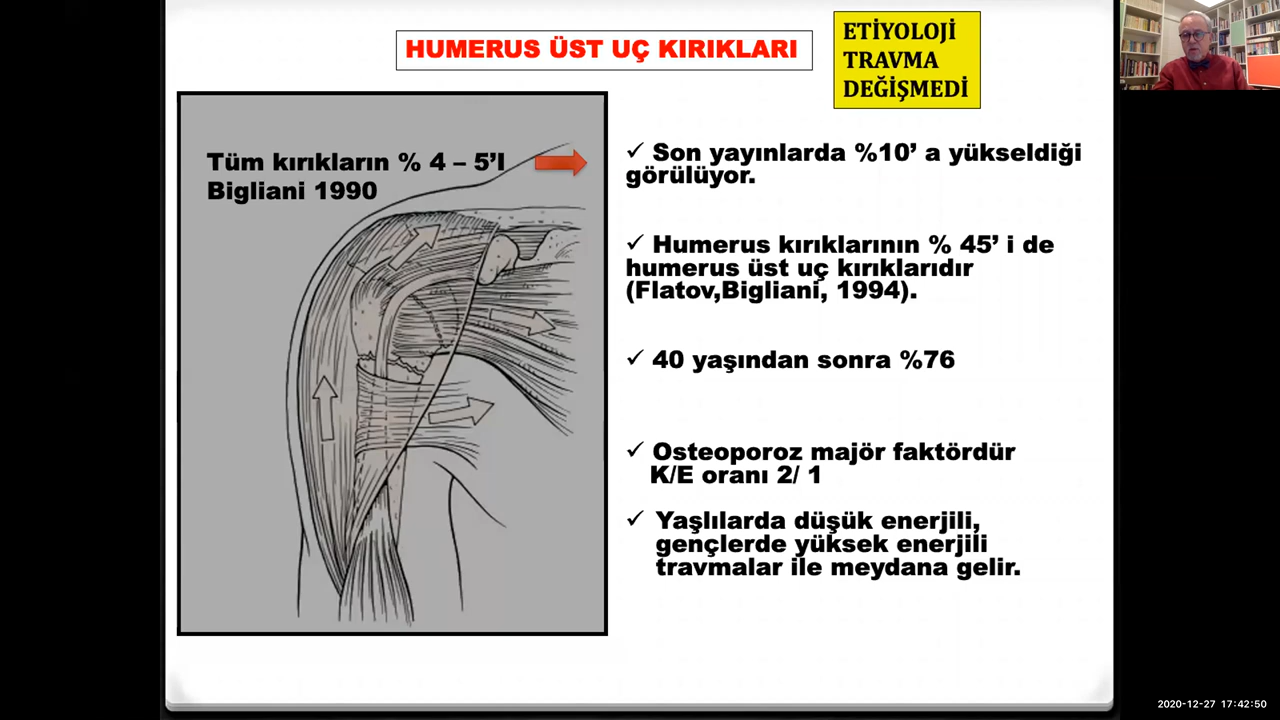 HUMERUS ÜST UÇ KIRIKLARI
ETİYOLOJİ
TRAVMA
DEĞİŞMEDİ
Tüm kırıkların % 4 – 5’I
Bigliani 1990
✓ Son yayınlarda %10’ a yükseldiği
görülüyor.
✓ Humerus kırıklarının % 45’ i de
humerus üst uç kırıklarıdır
(Flatov,Bigliani, 1994).
✓ 40 yaşından sonra %76
✓ Osteoporoz majör faktördür
K/E oranı 2/ 1
✓ Yaşlılarda düşük enerjili,
gençlerde yüksek enerjili
travmalar ile meydana gelir.
2020-12-27 17:42:50